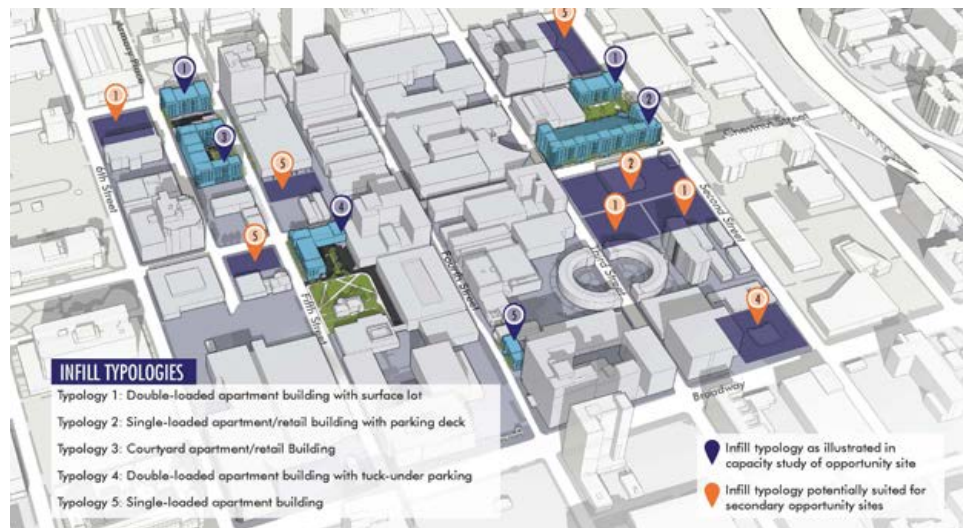 5
1
1
1
2
3
Chestnut Street
5
2
6th Street
4
1
1
Second Street
5
Third Street
Fourth Street
Fifth Street
4
5
Broadway
INFILL TYPOLOGIES
Typology 1: Double-loaded apartment building with surface lot
Typology 2: Single-loaded apartment/retail building with parking deck
Typology 3: Courtyard apartment/retail Building
Typology 4: Double-loaded apartment building with tuck-under parking
Typology 5: Single-loaded apartment building
Infill typology as illustrated in
capacity study of opportunity site
Infill typology potentially suited for
secondary opportunity sites